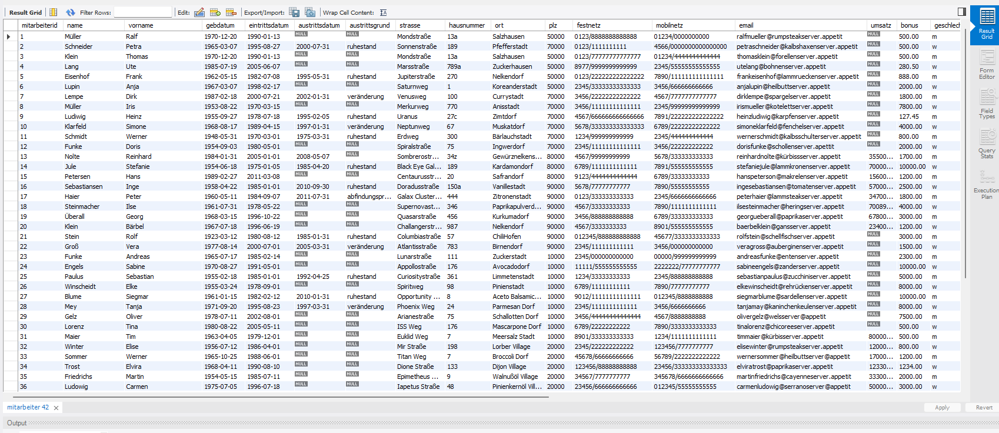 Result Grid Filter Rows: Edit: Export/Import: Wrap Cell Content:
mitarbeiterid name vorname gebdatum eintrittsdatum austrittsdatum austrittsgrund strasse hausnummer ort plz festnetz mobilnetz email umsatz bonus geschlech
1 Müller Ralf 1970-12-20 1990-01-13 NULL NULL Mondstraße 13a Salzhausen 50000 0123/8888888888888 01234/0000000000 ralfmueller@rumpsteakserver.appetit NULL 500.00 m
2 Schneider Petra 1965-03-07 1995-08-27 2000-07-31 ruhestand Sonnenstraße 189 Pfefferstadt 50000 0123/1111111111 4566/0000000000000000 petraschneider@kalbshaxenserver.appetit NULL 500.00 w
3 Klein Thomas 1970-12-20 1990-01-13 NULL NULL Mondstraße 13a Salzhausen 50000 0123/77777777777777 01234/4444444444444 thomasklein@forellenserver.appetit NULL 500.00 m
4 Lang Ute 1985-07-19 2005-06-07 NULL NULL Marsstraße 789a Zuckerhausen 50000 8977/9999999999999 2345/5555555555555 utelang@bohnenserver.appetit NULL 280.50 w
5 Eisenhof Frank 1962-05-15 1982-07-08 1995-05-31 ruhestand Jupiterstraße 270 Nelkendorf 50000 0123/222222222222222 7890/111111111111111 frankeisenhof@lammrueckenserver.appetit NULL 888.00 m
6 Lupin Anja 1967-03-07 1998-02-17 NULL NULL Saturnweg 1 Koreanderstadt 50000 2345/33333333333333 3456/666666666666 anjalupin@heilbuttserver.appetit NULL 2000.00 w
7 Lempe Dirk 1987-02-18 2000-07-21 2002-01-31 veränderung Venusweg 100 Currystadt 70000 3456/22222222222222 4567/7777777777777 dirklempe@spargelserver.appetit NULL 1800.00 m
8 Müller Iris 1953-08-22 1970-03-15 NULL NULL Merkurweg 770 Anisstadt 70000 3456/11111111111111 2345/99999999999999 irismueller@kotelettserver.appetit NULL 7800.00 w
9 Ludiwig Heinz 1955-09-27 1978-07-18 1995-02-05 ruhestand Uranus 27c Zimtdorf 70000 4567/666666666666666 7891/222222222222222 heinzludiwig@karpfenserver.appetit NULL 127.45 m
10 Klarfeld Simone 1968-08-17 1989-04-15 1997-01-31 veränderung Neptunweg 67 Muskatdorf 70000 5678/333333333333333 6789/22222222222222 simoneklarfeld@fenchelserver.appetit NULL 4000.00 w
11 Schmidt Werner 1948-05-31 1970-03-01 1975-03-31 ruhestand Erdweg 300 Bärlauchstadt 70000 1234/999999999999 2345/444444444444 wernerschmidt@kalbsschulterserver.appetit NULL 800.00 m
12 Funke Doris 1954-09-03 1980-05-01 NULL NULL Spiralstraße 75 Ingwerdorf 70000 2345/11111111111111 3456/222222222222 dorisfunke@schollenserver.appetit NULL 2000.00 w
13 Nolte Reinhard 1984-01-31 2005-01-01 2008-05-07 NULL Sombrerostr... 34z Gewürznelkens... 80000 4567/99999999999 5678/333333333333 reinhardnolte@kürbissserver.appetit 35500... 1700.00 m
14 Jule Stefanie 1954-06-18 1975-01-05 1985-04-20 ruhestand Black Eye Gal... 189 Kardamondorf 80000 6789/1111111111111 7891/555555555555 stefaniejule@lammkronenserver.appetit 70000... 10000.00 w
15 Petersen Hans 1989-02-27 2011-03-08 NULL NULL Centaurusstr... 20 Safrandorf 80000 9123/4444444444444 6789/33333333333 hanspeterson@makrelenserver.appetit 15600... 1200.00 m
16 Sebastiansen Inge 1958-04-22 1985-01-01 2010-09-30 ruhestand Doradusstraße 150a Vanillestadt 90000 5678/77777777777 7890/55555555555 ingesebastiansen@tomatenserver.appetit 57000... 2500.00 w
17 Haier Peter 1960-05-11 1984-09-07 2011-07-31 abfindungspr... Galax Cluster... 444 Zitronenstadt 90000 0123/333333333333 2345/6666666666666 peterhaier@lammsteakserver.appetit 34700... 1800.00 m
18 Steinmacher Ilse 1961-07-31 1978-05-22 NULL NULL Supernovast... 346 Paprikapulverd... 90000 4567/33333333333 7890/1111111111111 ilsesteinmacher@heringserver.appetit 70089... 4000.00 w
19 Überall Georg 1968-03-15 1996-10-22 NULL NULL Quasarstraße 456 Kurkumadorf 90000 3456/888888888888 6789/333333333333 georgueberall@paprikaserver.appetit 67800... 3000.00 m
20 Klein Bärbel 1967-07-18 1996-06-19 NULL NULL Challangerstr... 987 Nelkendorf 90000 4567/3333333333 8901/555555555555 baerbelklein@gansserver.appetit 23400... 1200.00 w
21 Stein Rolf 1923-03-12 1980-08-12 1985-01-31 ruhestand Columbiastraße 57 ChiliHofen 90000 012345/888888888888 45677/3333333333333 rolfstein@schellfischserver.appetit NULL 3000.00 m
22 Groß Vera 1977-08-14 2000-07-01 2005-03-31 veränderung Atlantisstraße 783 Birnendorf 90000 2345/111111111111 3456/000000000000 veragross@auberginenserver.appetit NULL 1500.00 w
23 Funke Andreas 1965-07-17 1985-02-14 NULL NULL Lunarstraße 111 Zuckerstadt 10000 2345/000000000000 00000/999999999999 andreasfunke@entenserver.appetit NULL 2300.00 m
24 Engels Sabine 1970-08-27 1991-05-01 NULL NULL Appollostraße 176 Avocadodorf 10000 11111/555555555555 2222222/77777777777 sabineengels@zanderserver.appetit NULL 10000.00 w
25 Paulus Sebastian 1955-02-18 1985-01-01 1992-04-25 ruhestand Curiositystraße 361 Limmetenstadt 10000 1234/33333333333 2345/888888888888 sebastianpaulus@zucchiniserver.appetit NULL 5000.00 m
26 Winscheidt Elke 1955-03-24 1978-09-01 NULL NULL Spiritweg 98 Pinienstadt 10000 6789/11111111111 7890/77777777777 elkewinscheidt@rehrückenserver.appetit NULL 8000.00 w
27 Blume Siegmar 1961-01-15 1982-02-12 2010-01-31 ruhestand Opportunity ... 8 Aceto Balsamic... 10000 9012/11111111111111 012345/8888888888 siegmarblume@sardellenserver.appetit NULL 10000.00 m
28 Mey Tanja 1971-09-20 1995-08-23 1997-03-31 veränderung Phoenix Weg 24 Parmesan Dorf 10000 2345/1111111111111 3456/6666666666 tanjamay@kaninchenkeulenserver.appetit NULL 8000.00 w
29 Gelz Oliver 1978-07-11 2002-08-01 NULL NULL Arianestraße 75 Schallotten Dorf 10000 3456/44444444444444 4567/8888888888 olivergelz@welsserver@appetit NULL 7500.00 m
30 Lorenz Tina 1980-08-22 2005-05-11 NULL NULL ISS Weg 176 Mascarpone Dorf 10000 6789/22222222222 7890/3333333333333 tinalorenz@chicoreeserver.appetit NULL 500.00 w
31 Maier Tim 1963-04-05 1979-12-01 NULL NULL Euklid Weg 7 Meersalz Stadt 10000 8901/333333333333 1234/1111111111111 timmaier@kürbisserver.appetit 80000... 500.00 m
32 Winter Elise 1956-07-12 1986-04-01 NULL NULL Mir Straße 198 Lorber Village 20000 2345/222222222222 123456/7777777777 elisewinter@rumpsteakserver.appetit 12000... 800.00 w
33 Sommer Werner 1965-10-25 1988-06-01 NULL NULL Titan Weg 7 Broccoli Dorf 20000 45678/66666666666 56789/2222222222222 wernersommer@heilbuttserver@appetit 17000... 1200.00 m
34 Trost Elvira 1968-04-11 1990-08-10 NULL NULL Dione Straße 133 Dijon Village 20000 123456/88888888888 23456/33333333333333 elviratrost@paprikaserver.appetit 12330... 1234.00 w
35 Friedrichs Martin 1954-05-15 1985-07-11 NULL NULL Epimetheus ... 9 Walnußöl Village 20000 34567/7777777777 345678/6666666666666 martinfriedrichs@cayenneserver.appetit 33300... 2000.00 m
36 Ludowig Carmen 1975-07-05 1996-07-18 NULL NULL Iapetus Straße 48 Pinienkernöl Vill... 20000 23456/666666666666 012345/55555555555 carmenludowig@serranoserver@appetit 50000... 3000.00 w
Result
Grid
Form
Editor
Field
Types
Query
Stats
Execution
Plan
mitarbeiter 42
Apply Revert
Output